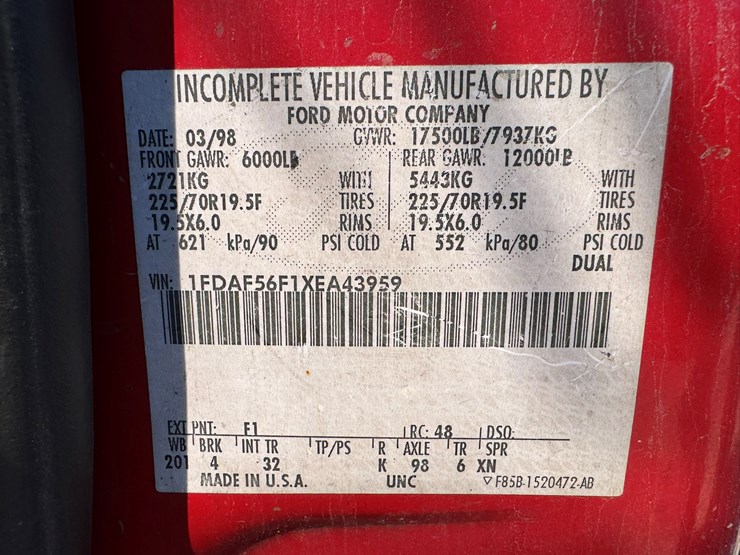 INCOMPLETE VEHICLE MANUFACTURED BY
FORD MOTOR COMPANY
DATE: 03/98 GVWR: 17500LB/7937KG
FRONT GAWR: 6000LB REAR GAWR: 12000LB
2721KG WITH 5443KG WITH
225/70R19.5F TIRES 225/70R19.5F TIRES
19.5X6.0 RIMS 19.5X6.0 RIMS
AT 621 kPa/90 PSI COLD AT 552 kPa/80 PSI COLD
DUAL
VIN: 1FDAF56F1XEA43959
EXT PNT: F1 RC: 48 DSO:
WB BRK INT TR TP/PS R AXLE TR SPR
201 4 32 K 98 6 XN
MADE IN U.S.A. UNC ▽ F85B-1520472-AB